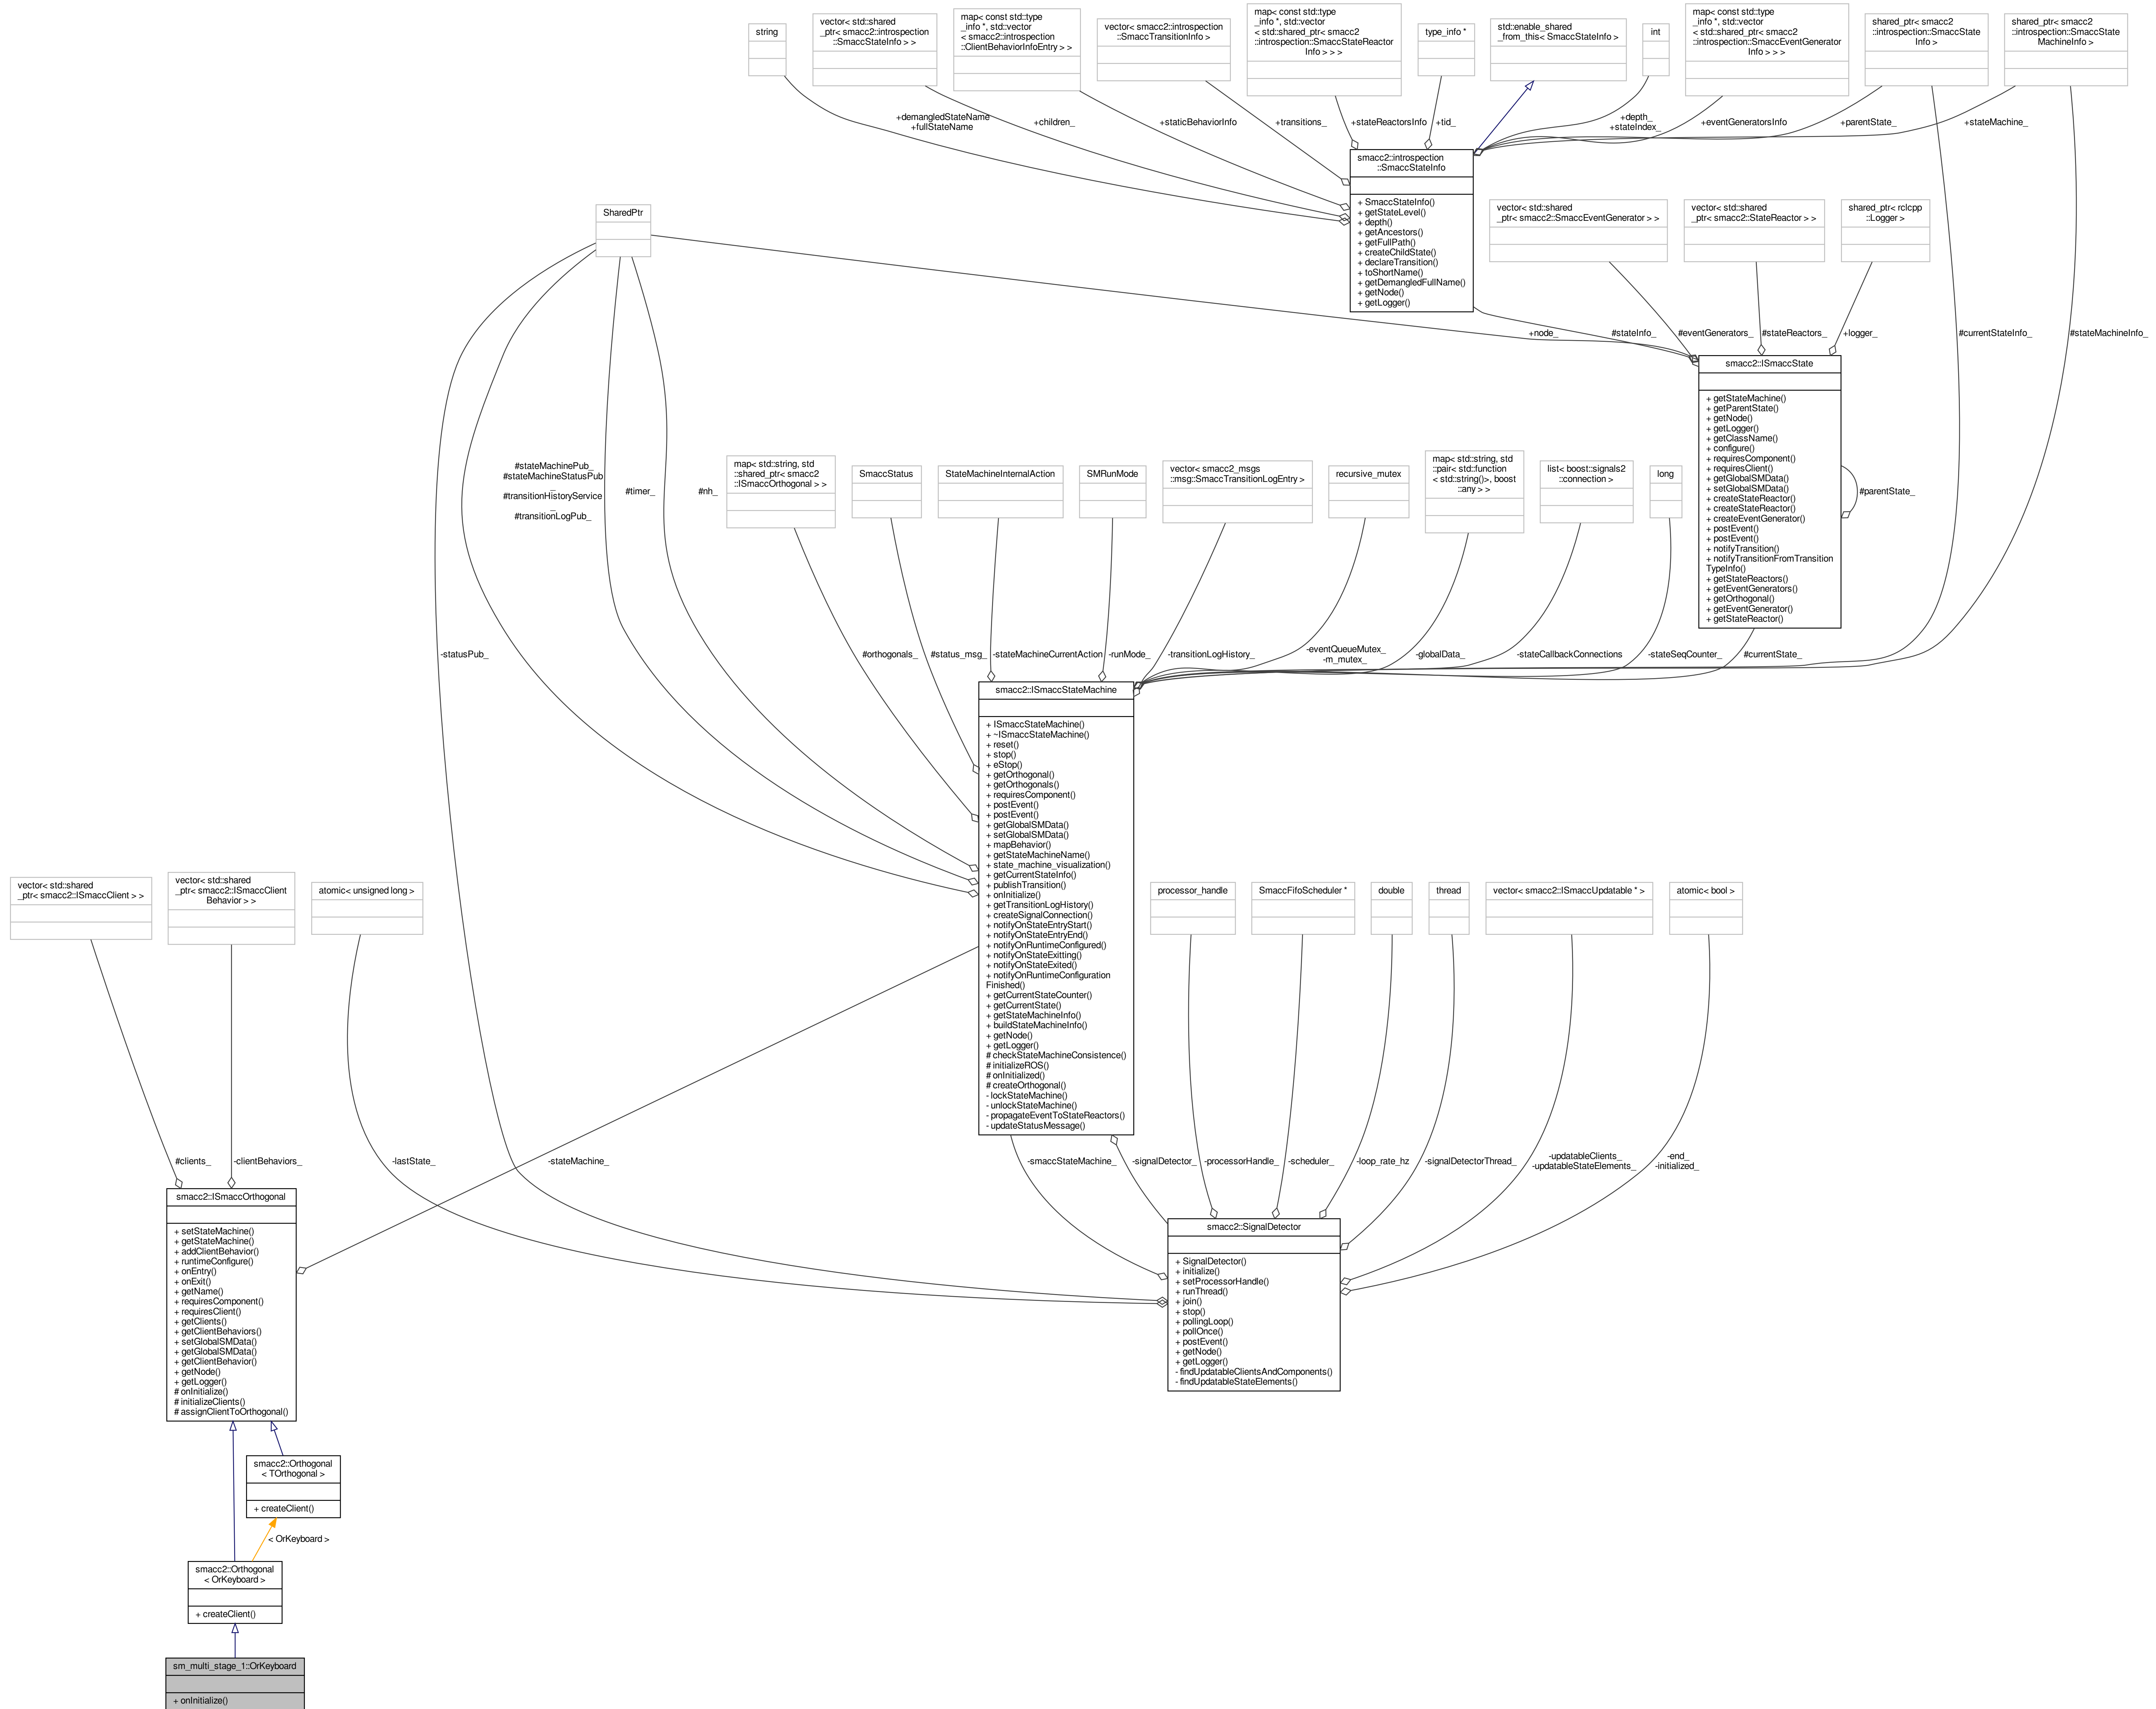 string
vector< std::shared
_ptr< smacc2::introspection
::SmaccStateInfo > >
map< const std::type
_info *, std::vector
< smacc2::introspection
::ClientBehaviorInfoEntry > >
vector< smacc2::introspection
::SmaccTransitionInfo >
map< const std::type
_info *, std::vector
< std::shared_ptr< smacc2
::introspection::SmaccStateReactor
Info > > >
type_info *
std::enable_shared
_from_this< SmaccStateInfo >
int
map< const std::type
_info *, std::vector
< std::shared_ptr< smacc2
::introspection::SmaccEventGenerator
Info > > >
shared_ptr< smacc2
::introspection::SmaccState
Info >
shared_ptr< smacc2
::introspection::SmaccState
MachineInfo >
+demangledStateName
+fullStateName
+children_
+staticBehaviorInfo
+transitions_
+stateReactorsInfo
+tid_
+depth_
+stateIndex_
+eventGeneratorsInfo
+parentState_
+stateMachine_
smacc2::introspection
::SmaccStateInfo
+ SmaccStateInfo()
+ getStateLevel()
+ depth()
+ getAncestors()
+ getFullPath()
+ createChildState()
+ declareTransition()
+ toShortName()
+ getDemangledFullName()
+ getNode()
+ getLogger()
SharedPtr
vector< std::shared
_ptr< smacc2::SmaccEventGenerator > >
vector< std::shared
_ptr< smacc2::StateReactor > >
shared_ptr< rclcpp
::Logger >
+node_
#stateInfo_
#eventGenerators_
#stateReactors_
+logger_
#currentStateInfo_
#stateMachineInfo_
smacc2::ISmaccState
+ getStateMachine()
+ getParentState()
+ getNode()
+ getLogger()
+ getClassName()
+ configure()
+ requiresComponent()
+ requiresClient()
+ getGlobalSMData()
+ setGlobalSMData()
+ createStateReactor()
+ createStateReactor()
+ createEventGenerator()
+ postEvent()
+ postEvent()
+ notifyTransition()
+ notifyTransitionFromTransition
TypeInfo()
+ getStateReactors()
+ getEventGenerators()
+ getOrthogonal()
+ getEventGenerator()
+ getStateReactor()
#parentState_
#stateMachinePub_
#stateMachineStatusPub
_
#transitionHistoryService
_
#transitionLogPub_
#timer_
#nh_
map< std::string, std
::shared_ptr< smacc2
::ISmaccOrthogonal > >
SmaccStatus
StateMachineInternalAction
SMRunMode
vector< smacc2_msgs
::msg::SmaccTransitionLogEntry >
recursive_mutex
map< std::string, std
::pair< std::function
< std::string()>, boost
::any > >
list< boost::signals2
::connection >
long
-statusPub_
#orthogonals_
#status_msg_
-stateMachineCurrentAction
-runMode_
-transitionLogHistory_
-eventQueueMutex_
-m_mutex_
-globalData_
-stateCallbackConnections
-stateSeqCounter_
#currentState_
smacc2::ISmaccStateMachine
+ ISmaccStateMachine()
+ ~ISmaccStateMachine()
+ reset()
+ stop()
+ eStop()
+ getOrthogonal()
+ getOrthogonals()
+ requiresComponent()
+ postEvent()
+ postEvent()
+ getGlobalSMData()
+ setGlobalSMData()
+ mapBehavior()
+ getStateMachineName()
+ state_machine_visualization()
+ getCurrentStateInfo()
+ publishTransition()
+ onInitialize()
+ getTransitionLogHistory()
+ createSignalConnection()
+ notifyOnStateEntryStart()
+ notifyOnStateEntryEnd()
+ notifyOnRuntimeConfigured()
+ notifyOnStateExitting()
+ notifyOnStateExited()
+ notifyOnRuntimeConfiguration
Finished()
+ getCurrentStateCounter()
+ getCurrentState()
+ getStateMachineInfo()
+ buildStateMachineInfo()
+ getNode()
+ getLogger()
# checkStateMachineConsistence()
# initializeROS()
# onInitialized()
# createOrthogonal()
- lockStateMachine()
- unlockStateMachine()
- propagateEventToStateReactors()
- updateStatusMessage()
vector< std::shared
_ptr< smacc2::ISmaccClient > >
vector< std::shared
_ptr< smacc2::ISmaccClient
Behavior > >
atomic< unsigned long >
processor_handle
SmaccFifoScheduler *
double
thread
vector< smacc2::ISmaccUpdatable * >
atomic< bool >
#clients_
-clientBehaviors_
-lastState_
-stateMachine_
-smaccStateMachine_
-signalDetector_
-processorHandle_
-scheduler_
-loop_rate_hz
-signalDetectorThread_
-updatableClients_
-updatableStateElements_
-end_
-initialized_
smacc2::ISmaccOrthogonal
+ setStateMachine()
+ getStateMachine()
+ addClientBehavior()
+ runtimeConfigure()
+ onEntry()
+ onExit()
+ getName()
+ requiresComponent()
+ requiresClient()
+ getClients()
+ getClientBehaviors()
+ setGlobalSMData()
+ getGlobalSMData()
+ getClientBehavior()
+ getNode()
+ getLogger()
# onInitialize()
# initializeClients()
# assignClientToOrthogonal()
smacc2::SignalDetector
+ SignalDetector()
+ initialize()
+ setProcessorHandle()
+ runThread()
+ join()
+ stop()
+ pollingLoop()
+ pollOnce()
+ postEvent()
+ getNode()
+ getLogger()
- findUpdatableClientsAndComponents()
- findUpdatableStateElements()
smacc2::Orthogonal
< TOrthogonal >
+ createClient()
< OrKeyboard >
smacc2::Orthogonal
< OrKeyboard >
+ createClient()
sm_multi_stage_1::OrKeyboard
+ onInitialize()